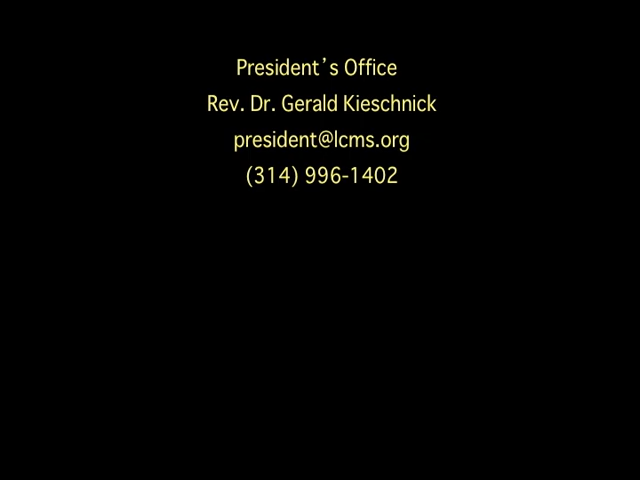 President’s Office
Rev. Dr. Gerald Kieschnick
president@lcms.org
(314) 996-1402